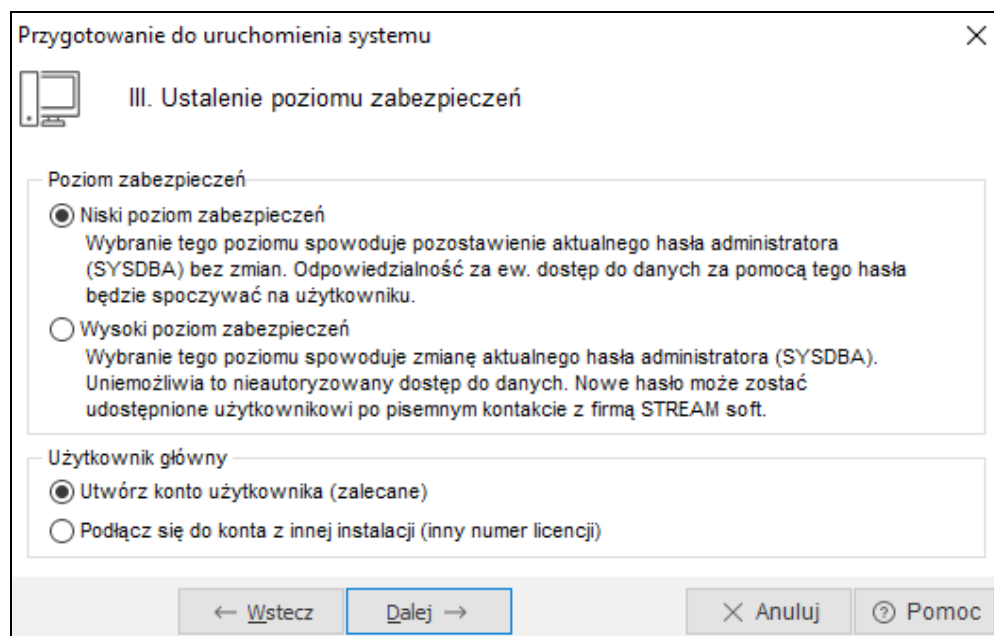 Przygotowanie do uruchomienia systemu
III. Ustalenie poziomu zabezpieczeń
Poziom zabezpieczeń
Niski poziom zabezpieczeń
Wybranie tego poziomu spowoduje pozostawienie aktualnego hasła administratora
(SYSDBA) bez zmian. Odpowiedzialność za ew. dostęp do danych za pomocą tego hasła
będzie spoczywać na użytkowniku.
Wysoki poziom zabezpieczeń
Wybranie tego poziomu spowoduje zmianę aktualnego hasła administratora (SYSDBA).
Uniemożliwia to nieautoryzowany dostęp do danych. Nowe hasło może zostać
udostępnione użytkownikowi po pisemnym kontakcie z firmą STREAM soft.
Użytkownik główny
Utwórz konto użytkownika (zalecane)
Podłącz się do konta z innej instalacji (inny numer licencji)
← Wstecz Dalej → Anuluj Pomoc